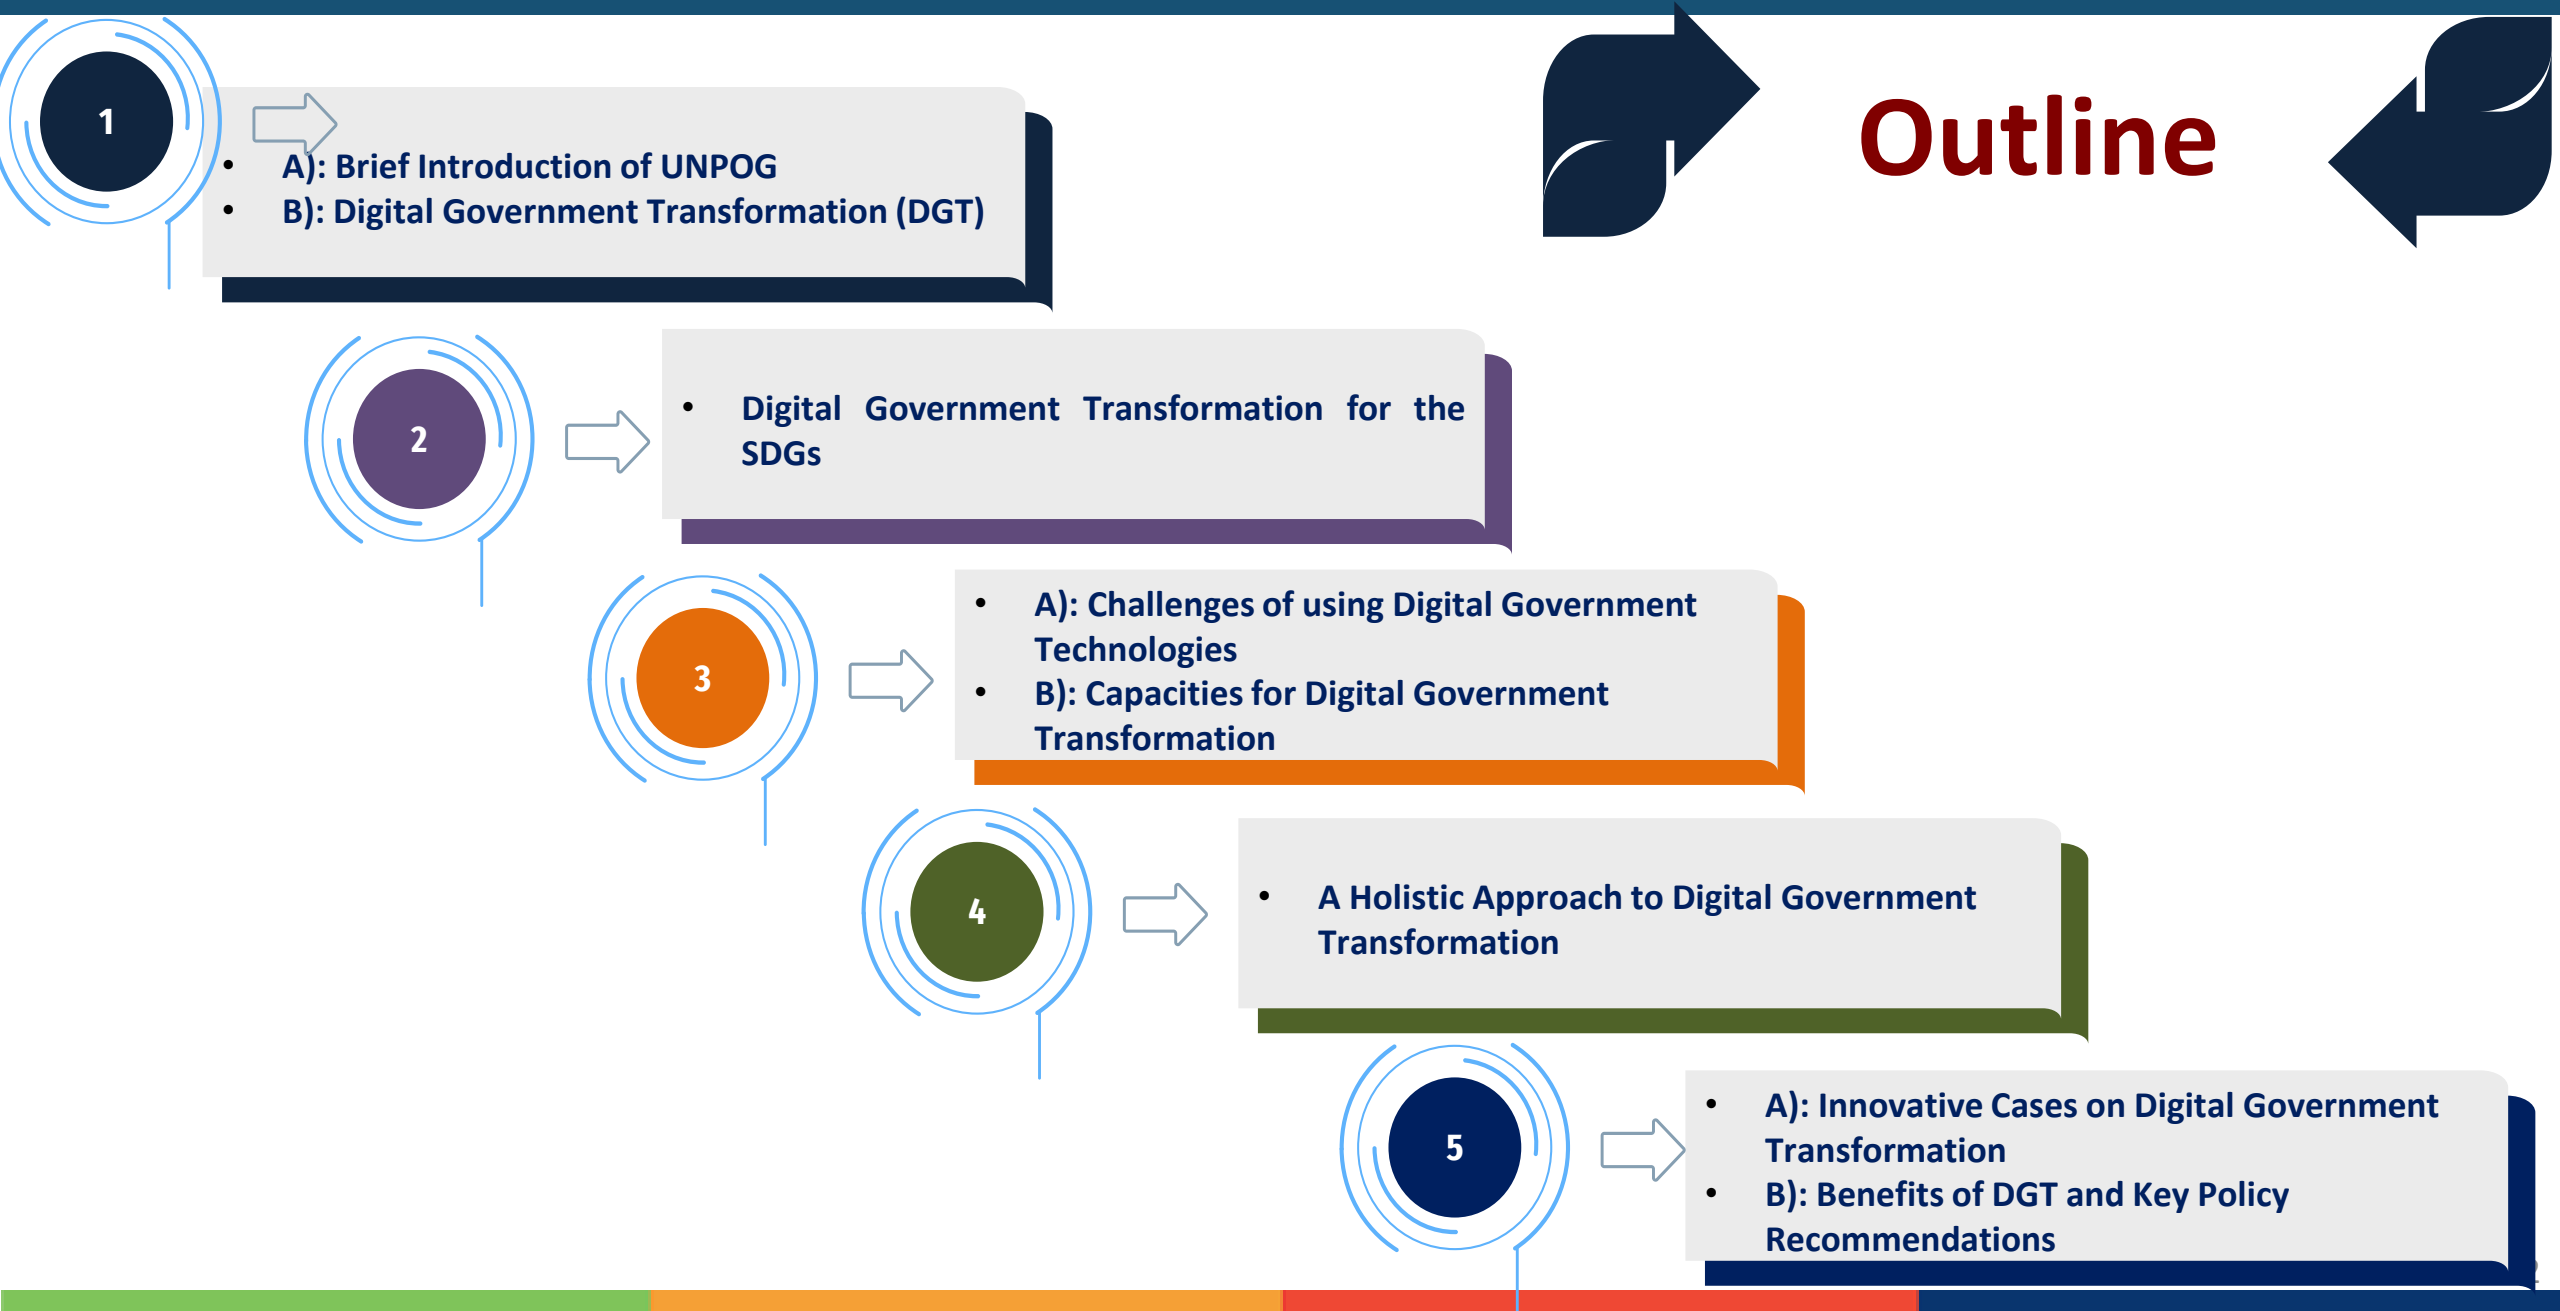 Outline
1
• A): Brief Introduction of UNPOG
• B): Digital Government Transformation (DGT)
2
• Digital Government Transformation for the
SDGs
3
• A): Challenges of using Digital Government
Technologies
• B): Capacities for Digital Government
Transformation
4
• A Holistic Approach to Digital Government
Transformation
5
• A): Innovative Cases on Digital Government
Transformation
• B): Benefits of DGT and Key Policy
Recommendations